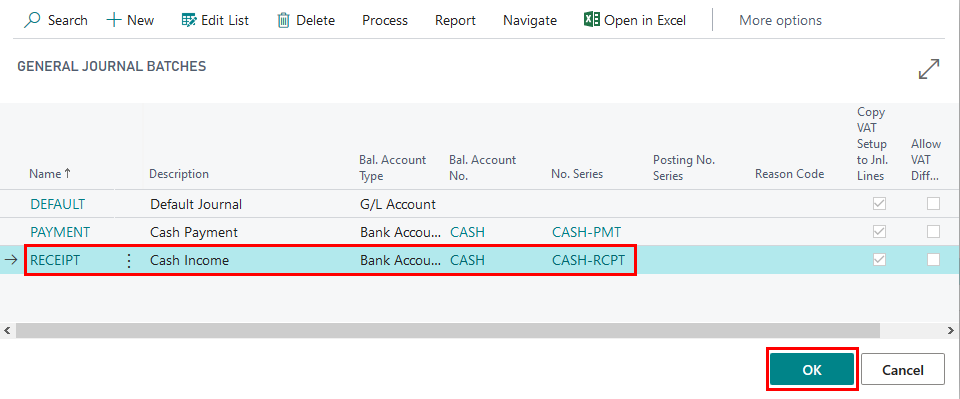 Search + New Edit List Delete Process Report Navigate Open in Excel More options
GENERAL JOURNAL BATCHES
Name ↑ Description Bal. Account Type Bal. Account No. No. Series Posting No. Series Reason Code Copy VAT Setup to Jnl. Lines Allow VAT Diff...
DEFAULT Default Journal G/L Account
PAYMENT Cash Payment Bank Accou... CASH CASH-PMT
→ RECEIPT ⋮ Cash Income Bank Accou... CASH CASH-RCPT
OK Cancel